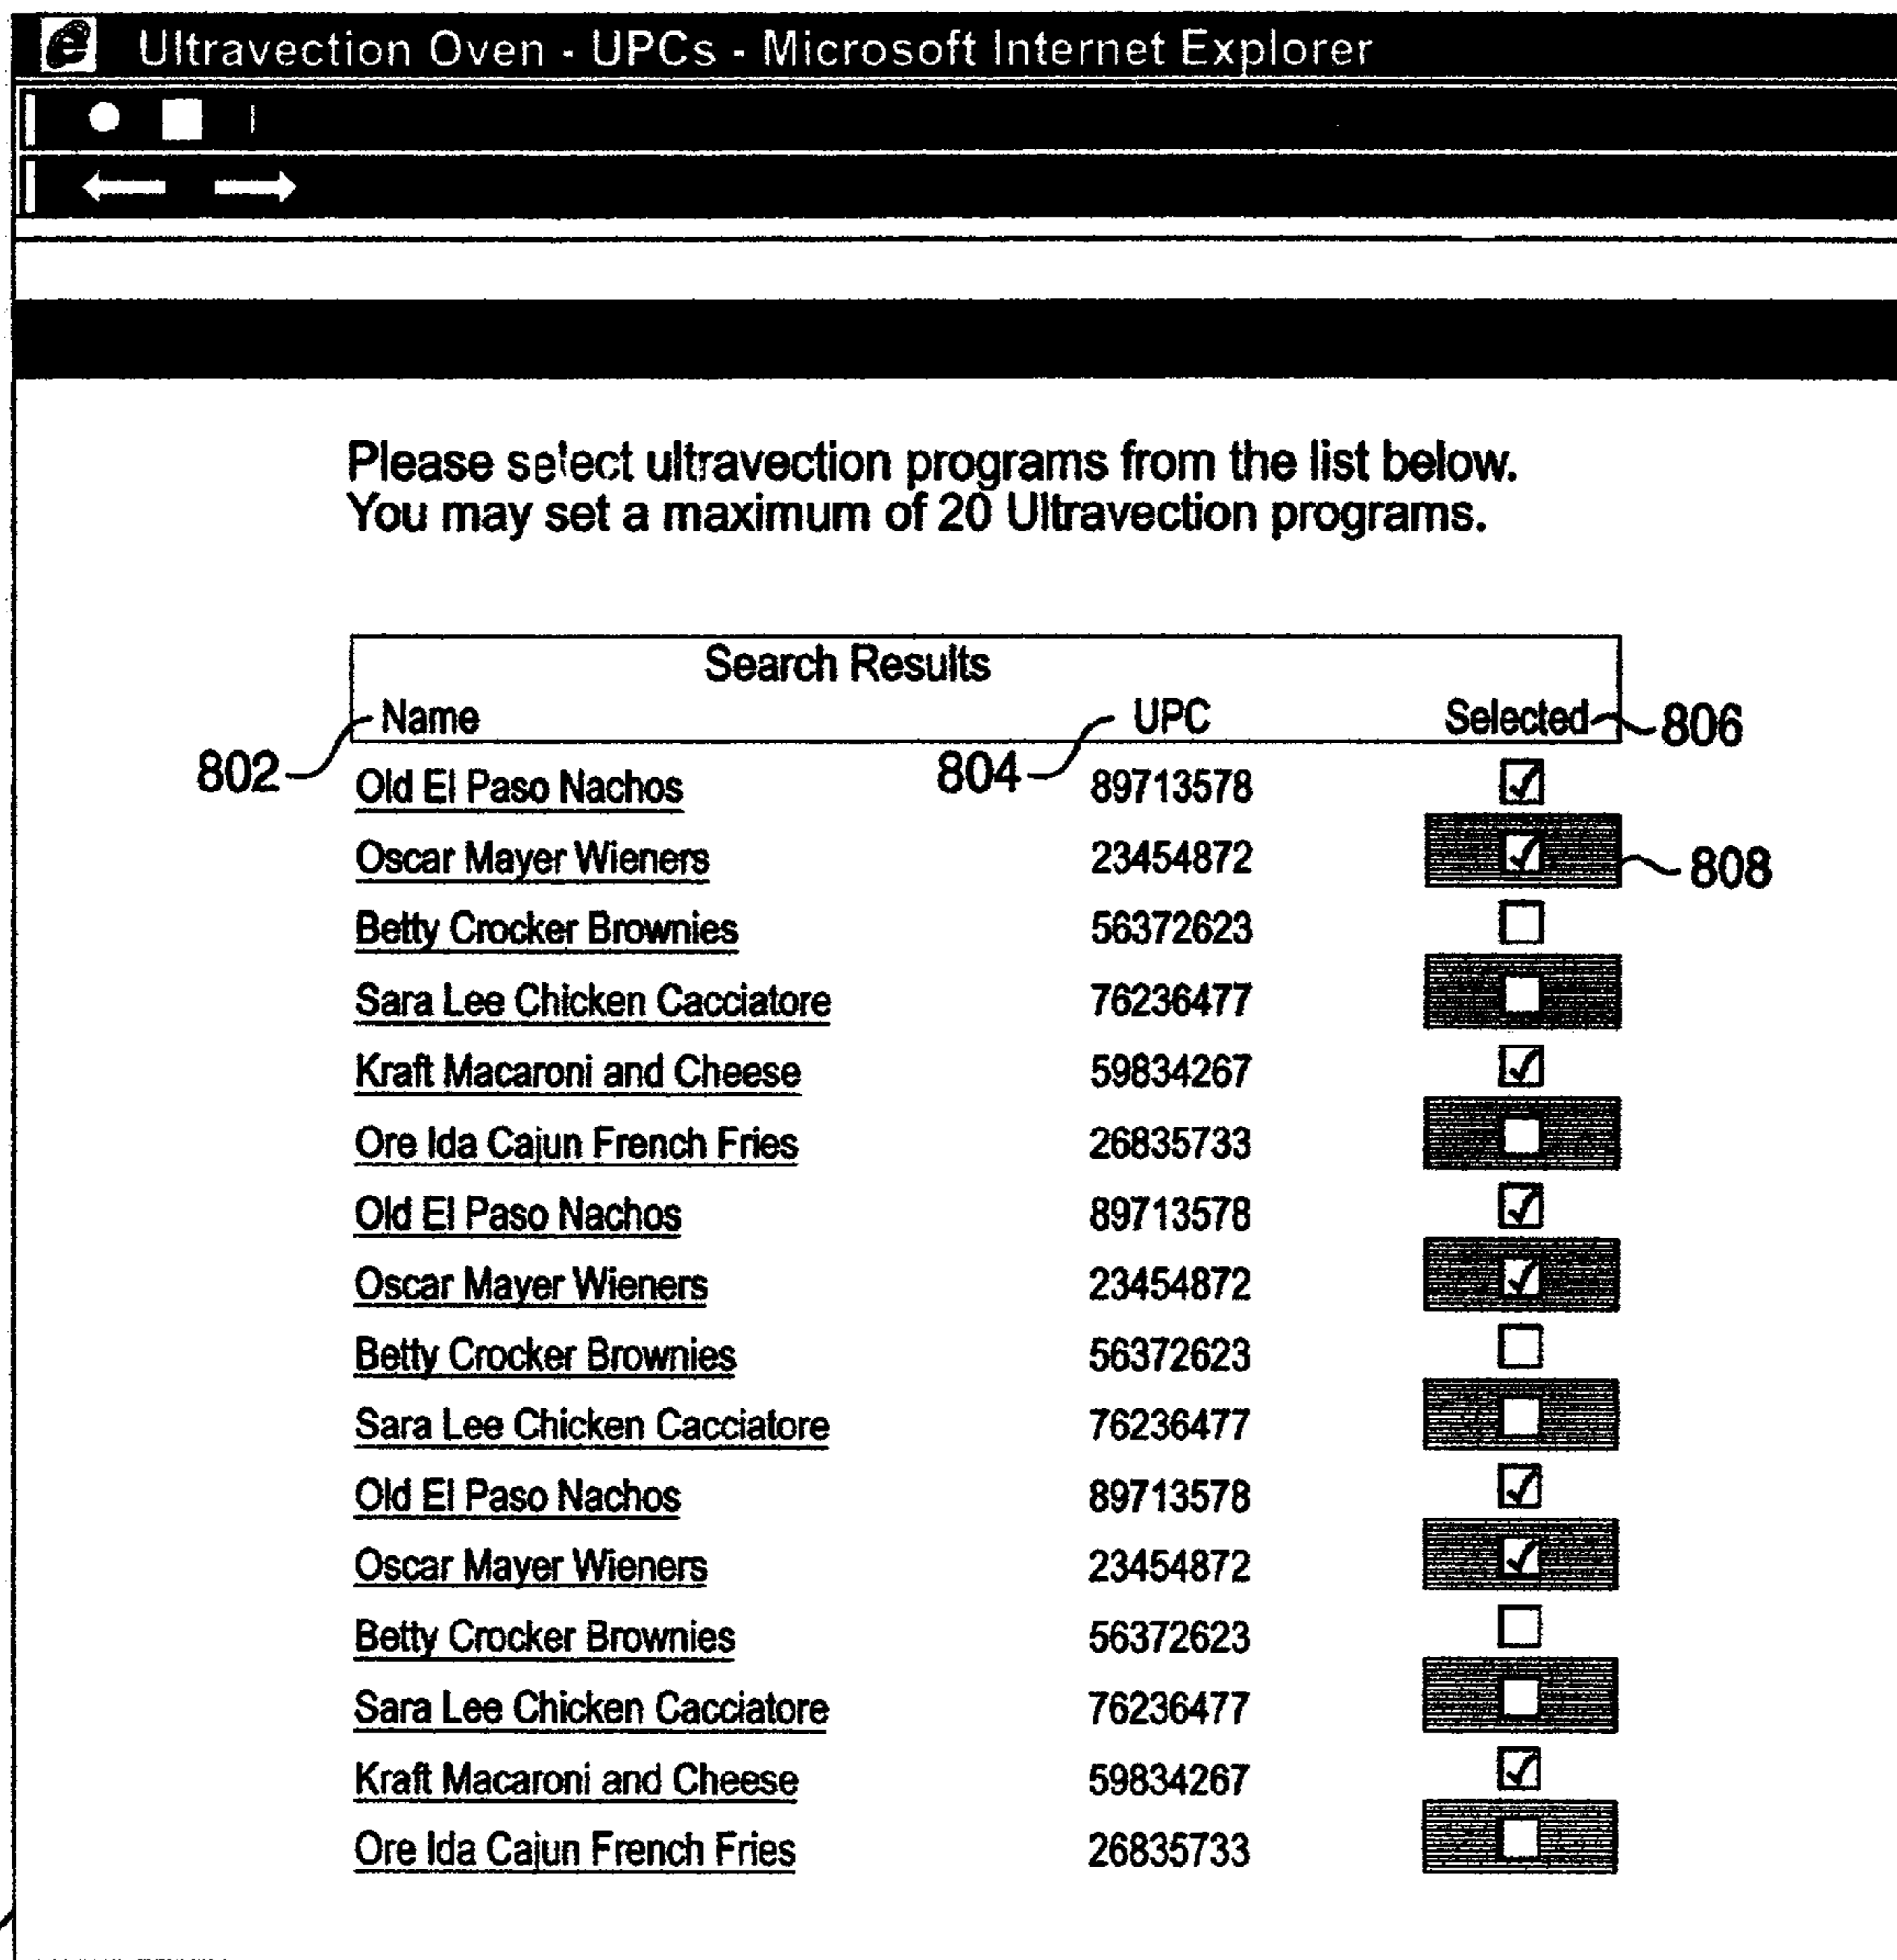 Ultravection Oven - UPCs - Microsoft Internet Explorer
Please select ultravection programs from the list below.
You may set a maximum of 20 Ultravection programs.
Search Results
Name UPC Selected 806
802 804
Old El Paso Nachos 89713578
Oscar Mayer Wieners 23454872 808
Betty Crocker Brownies 56372623
Sara Lee Chicken Cacciatore 76236477
Kraft Macaroni and Cheese 59834267
Ore Ida Cajun French Fries 26835733
Old El Paso Nachos 89713578
Oscar Mayer Wieners 23454872
Betty Crocker Brownies 56372623
Sara Lee Chicken Cacciatore 76236477
Old El Paso Nachos 89713578
Oscar Mayer Wieners 23454872
Betty Crocker Brownies 56372623
Sara Lee Chicken Cacciatore 76236477
Kraft Macaroni and Cheese 59834267
Ore Ida Cajun French Fries 26835733